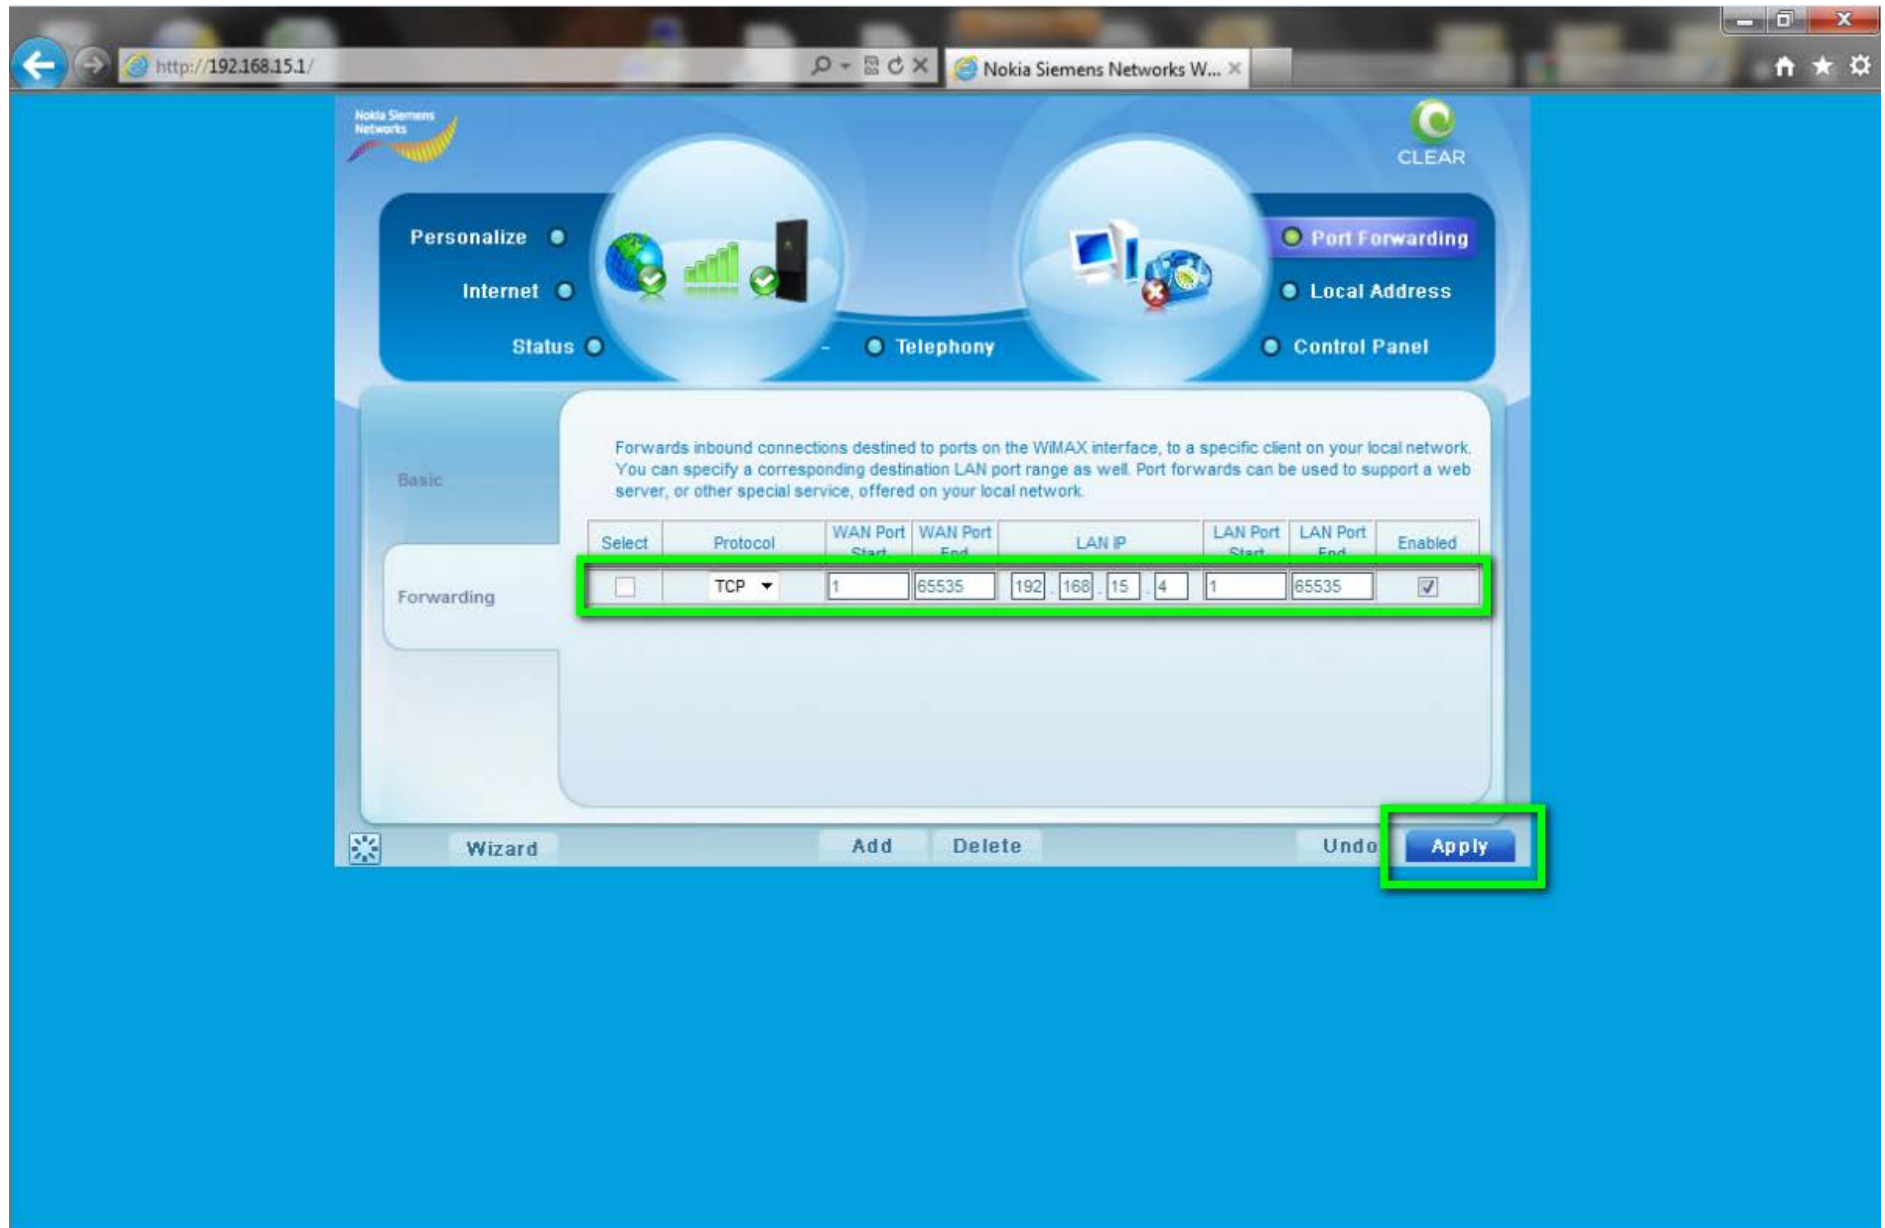 http://192.168.15.1/
Nokia Siemens Networks W...
Nokia Siemens
Networks
CLEAR
Personalize
Port Forwarding
Internet
Local Address
Status
Telephony
Control Panel
Forwards inbound connections destined to ports on the WiMAX interface, to a specific client on your local network.
You can specify a corresponding destination LAN port range as well. Port forwards can be used to support a web
server, or other special service, offered on your local network.
Basic
Forwarding
Select Protocol WAN Port Start WAN Port End LAN IP LAN Port Start LAN Port End Enabled
TCP 1 65535 192 . 168 . 15 . 4 1 65535
Wizard Add Delete Undo Apply